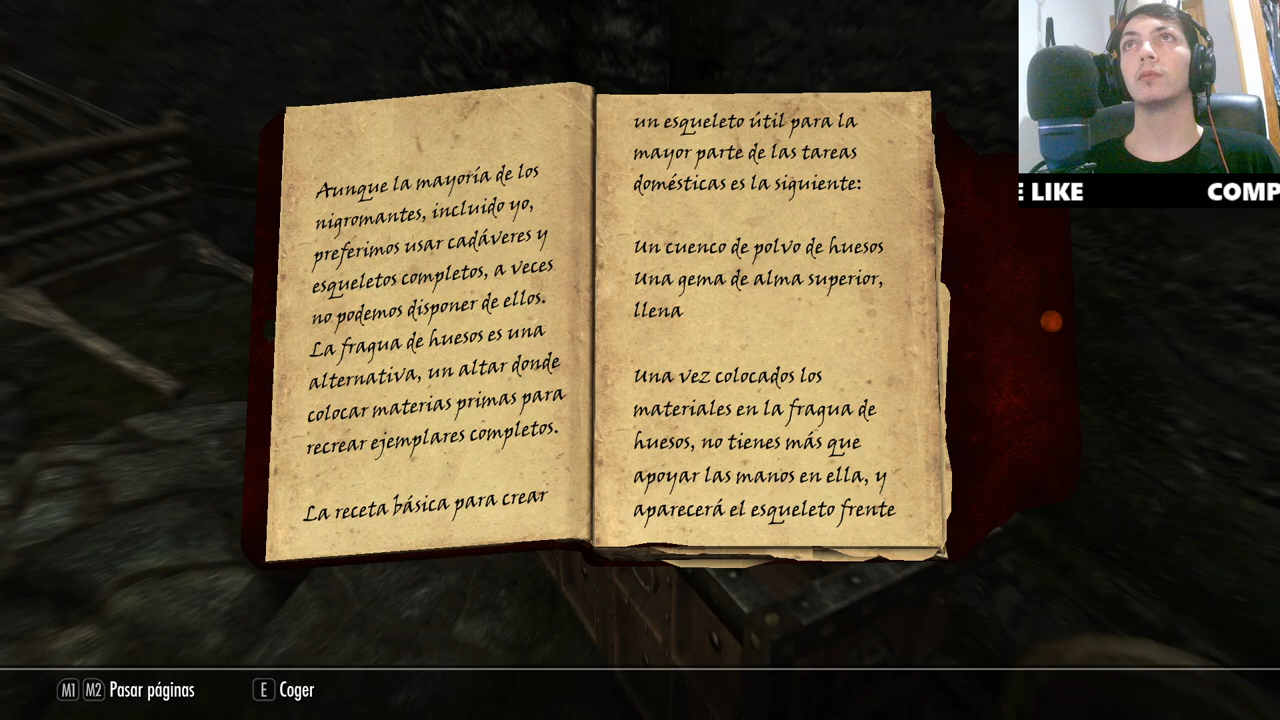 Aunque la mayoría de los
nigromantes, incluido yo,
preferimos usar cadáveres y
esqueletos completos, a veces
no podemos disponer de ellos.
La fragua de huesos es una
alternativa, un altar donde
colocar materias primas para
recrear ejemplares completos.
La receta básica para crear
un esqueleto útil para la
mayor parte de las tareas
domésticas es la siguiente:
Un cuenco de polvo de huesos
Una gema de alma superior,
llena
Una vez colocados los
materiales en la fragua de
huesos, no tienes más que
apoyar las manos en ella, y
aparecerá el esqueleto frente
E LIKE COMP
M1 M2 Pasar páginas E Coger